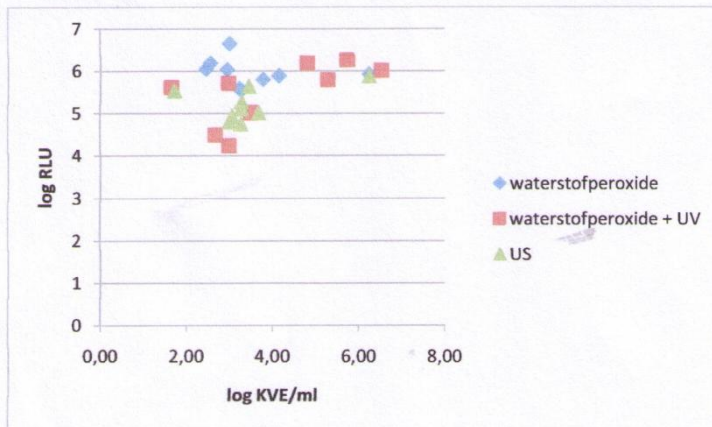 7
6
5
4
3
2
1
0
log RLU
0,00 2,00 4,00 6,00 8,00
log KVE/ml
waterstofperoxide
waterstofperoxide + UV
US